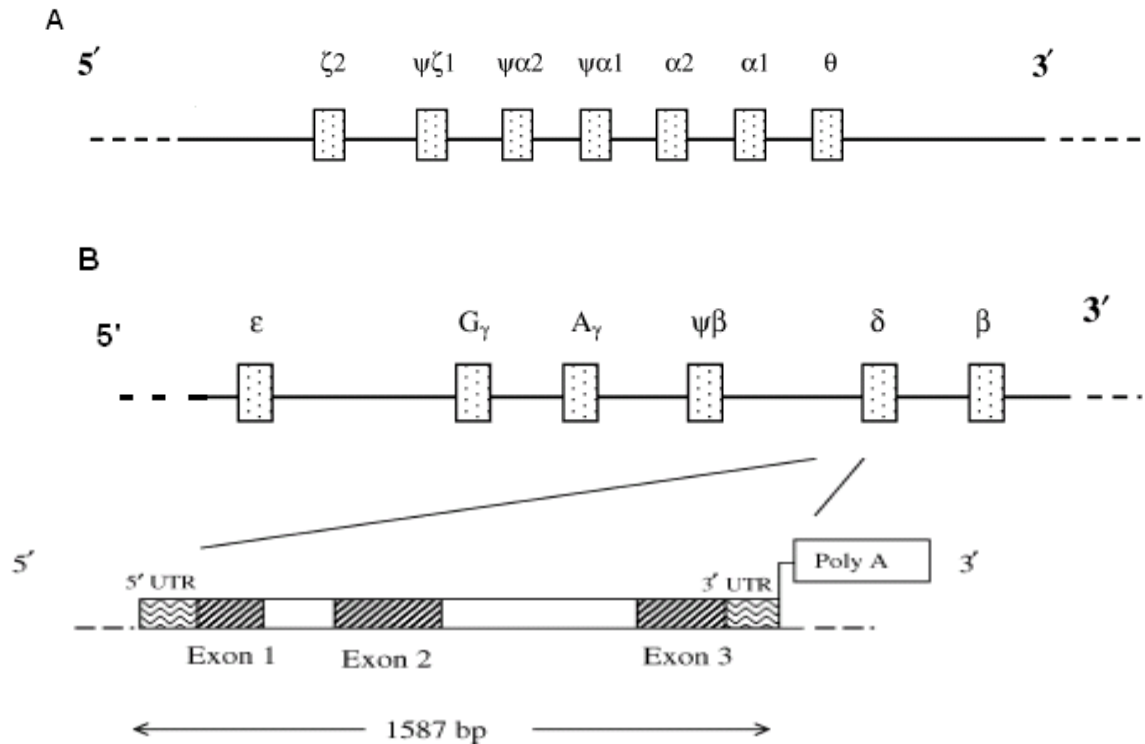 A
5′ ζ2 ψζ1 ψα2 ψα1 α2 α1 θ 3′
B
5' ε Gγ Aγ ψβ δ β 3′
5′ 5′ UTR 3′ UTR Poly A 3′
Exon 1 Exon 2 Exon 3
1587 bp